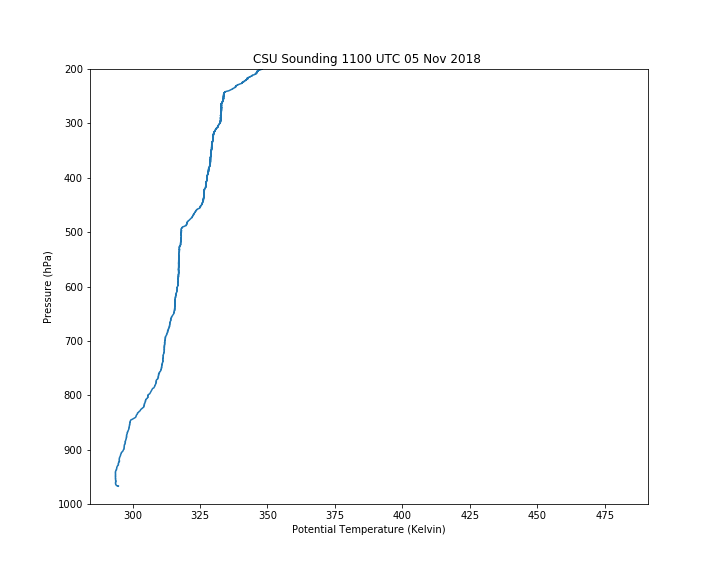 CSU Sounding 1100 UTC 05 Nov 2018
200
300
400
500
600
700
800
900
1000
Pressure (hPa)
300 325 350 375 400 425 450 475
Potential Temperature (Kelvin)